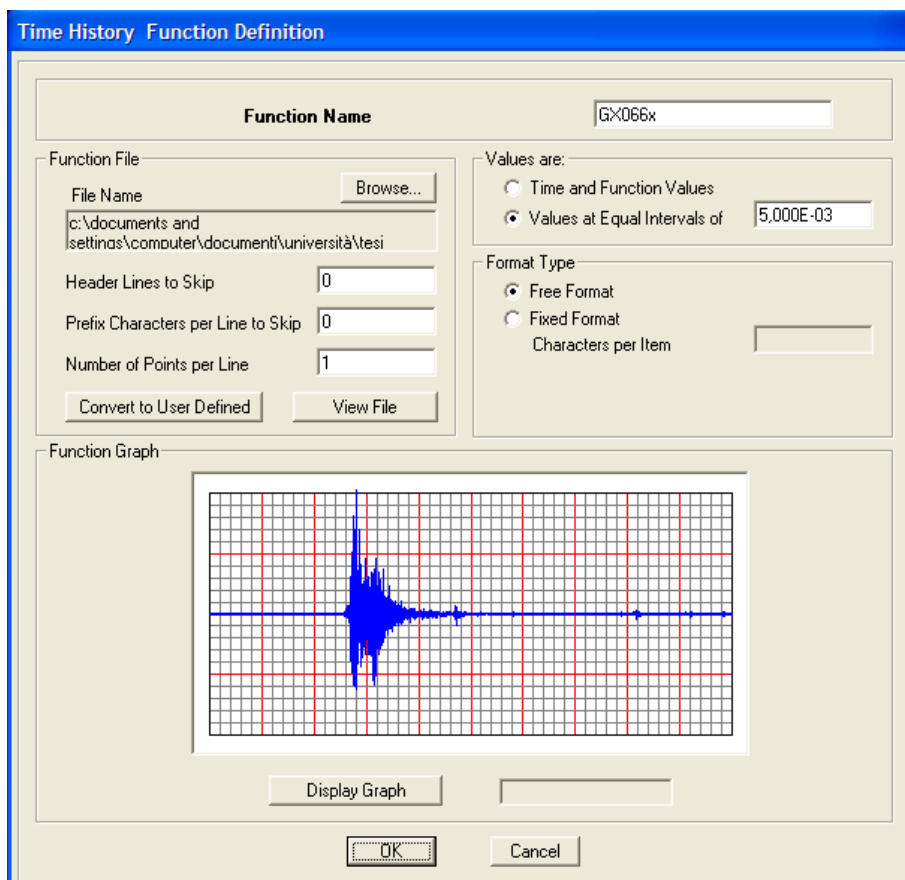 Time History Function Definition
Function Name
GX066x
Function File
File Name
Browse...
c:\documents and
settings\computer\documenti\università\tesi
Header Lines to Skip
0
Prefix Characters per Line to Skip
0
Number of Points per Line
1
Convert to User Defined
View File
Values are:
Time and Function Values
Values at Equal Intervals of
5,000E-03
Format Type
Free Format
Fixed Format
Characters per Item
Function Graph
Display Graph
OK
Cancel